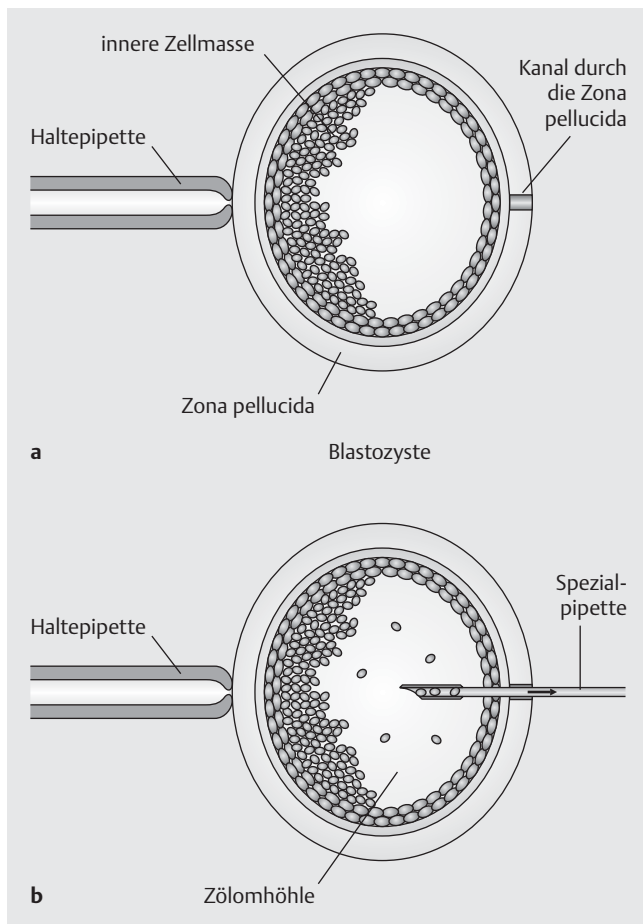 innere Zellmasse
Kanal durch
die Zona
pellucida
Haltepipette
Zona pellucida
a
Blastozyste
Spezial-
pipette
Haltepipette
b
Zölomhöhle